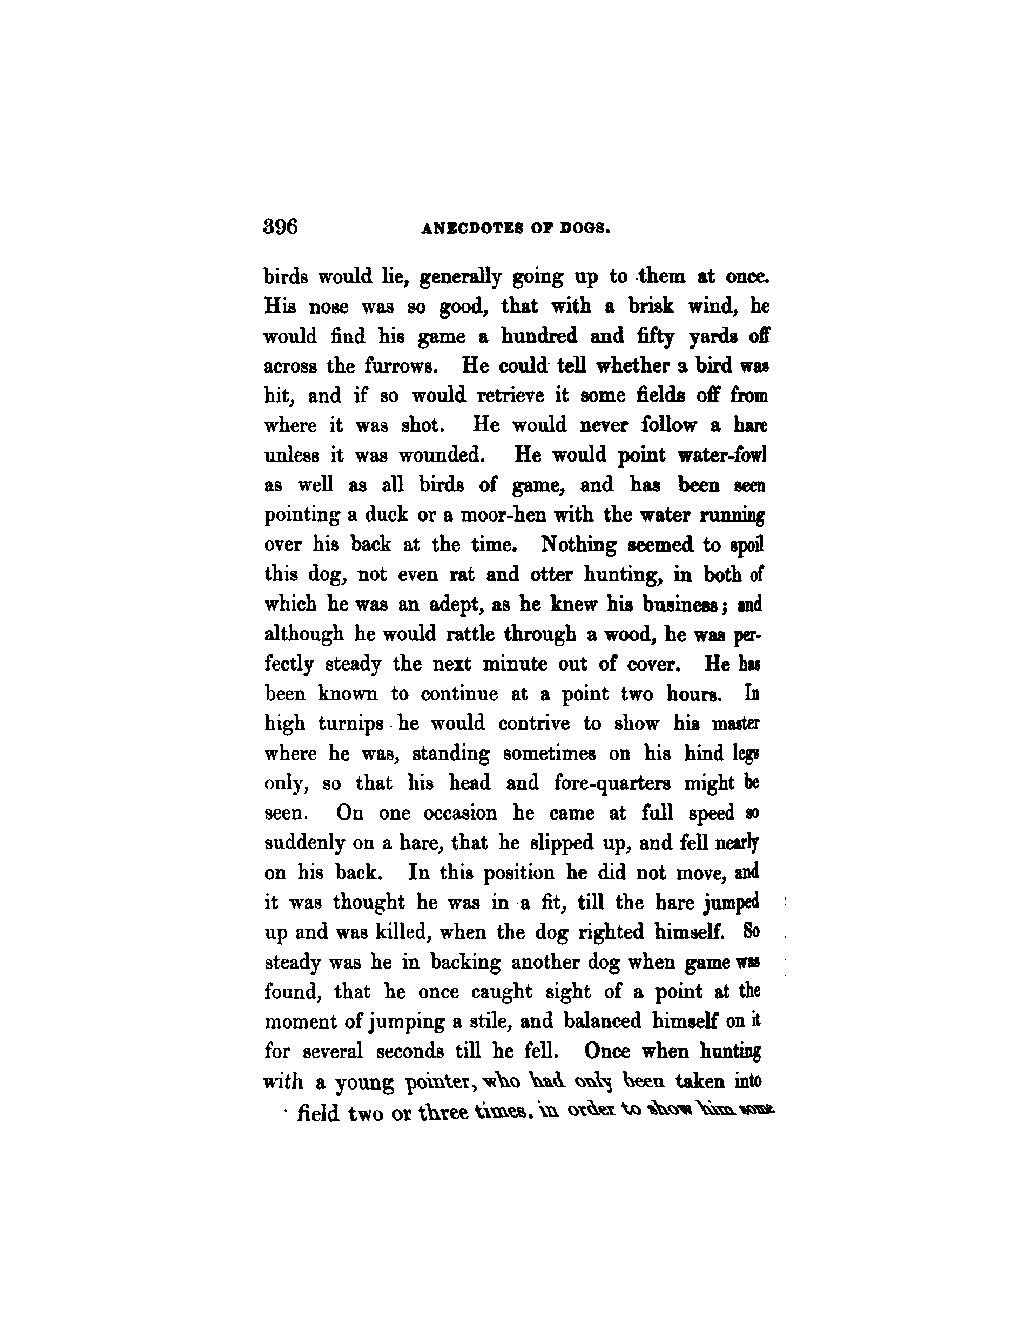 396 ANECDOTES OF DOGS.
birds would lie, generally going up to them at once.
His nose was so good, that with a brisk wind, he
would find his game a hundred and fifty yards off
across the furrows. He could tell whether a bird was
hit, and if so would retrieve it some fields off from
where it was shot. He would never follow a hare
unless it was wounded. He would point water-fowl
as well as all birds of game, and has been seen
pointing a duck or a moor-hen with the water running
over his back at the time. Nothing seemed to spoil
this dog, not even rat and otter hunting, in both of
which he was an adept, as he knew his business; and
although he would rattle through a wood, he was per-
fectly steady the next minute out of cover. He has
been known to continue at a point two hours. In
high turnips he would contrive to show his master
where he was, standing sometimes on his hind legs
only, so that his head and fore-quarters might be
seen. On one occasion he came at full speed so
suddenly on a hare, that he slipped up, and fell nearly
on his back. In this position he did not move, and
it was thought he was in a fit, till the hare jumped
up and was killed, when the dog righted himself. So
steady was he in backing another dog when game was
found, that he once caught sight of a point at the
moment of jumping a stile, and balanced himself on it
for several seconds till he fell. Once when hunting
with a young pointer, who had only been taken into
field two or three times, in order to show him some